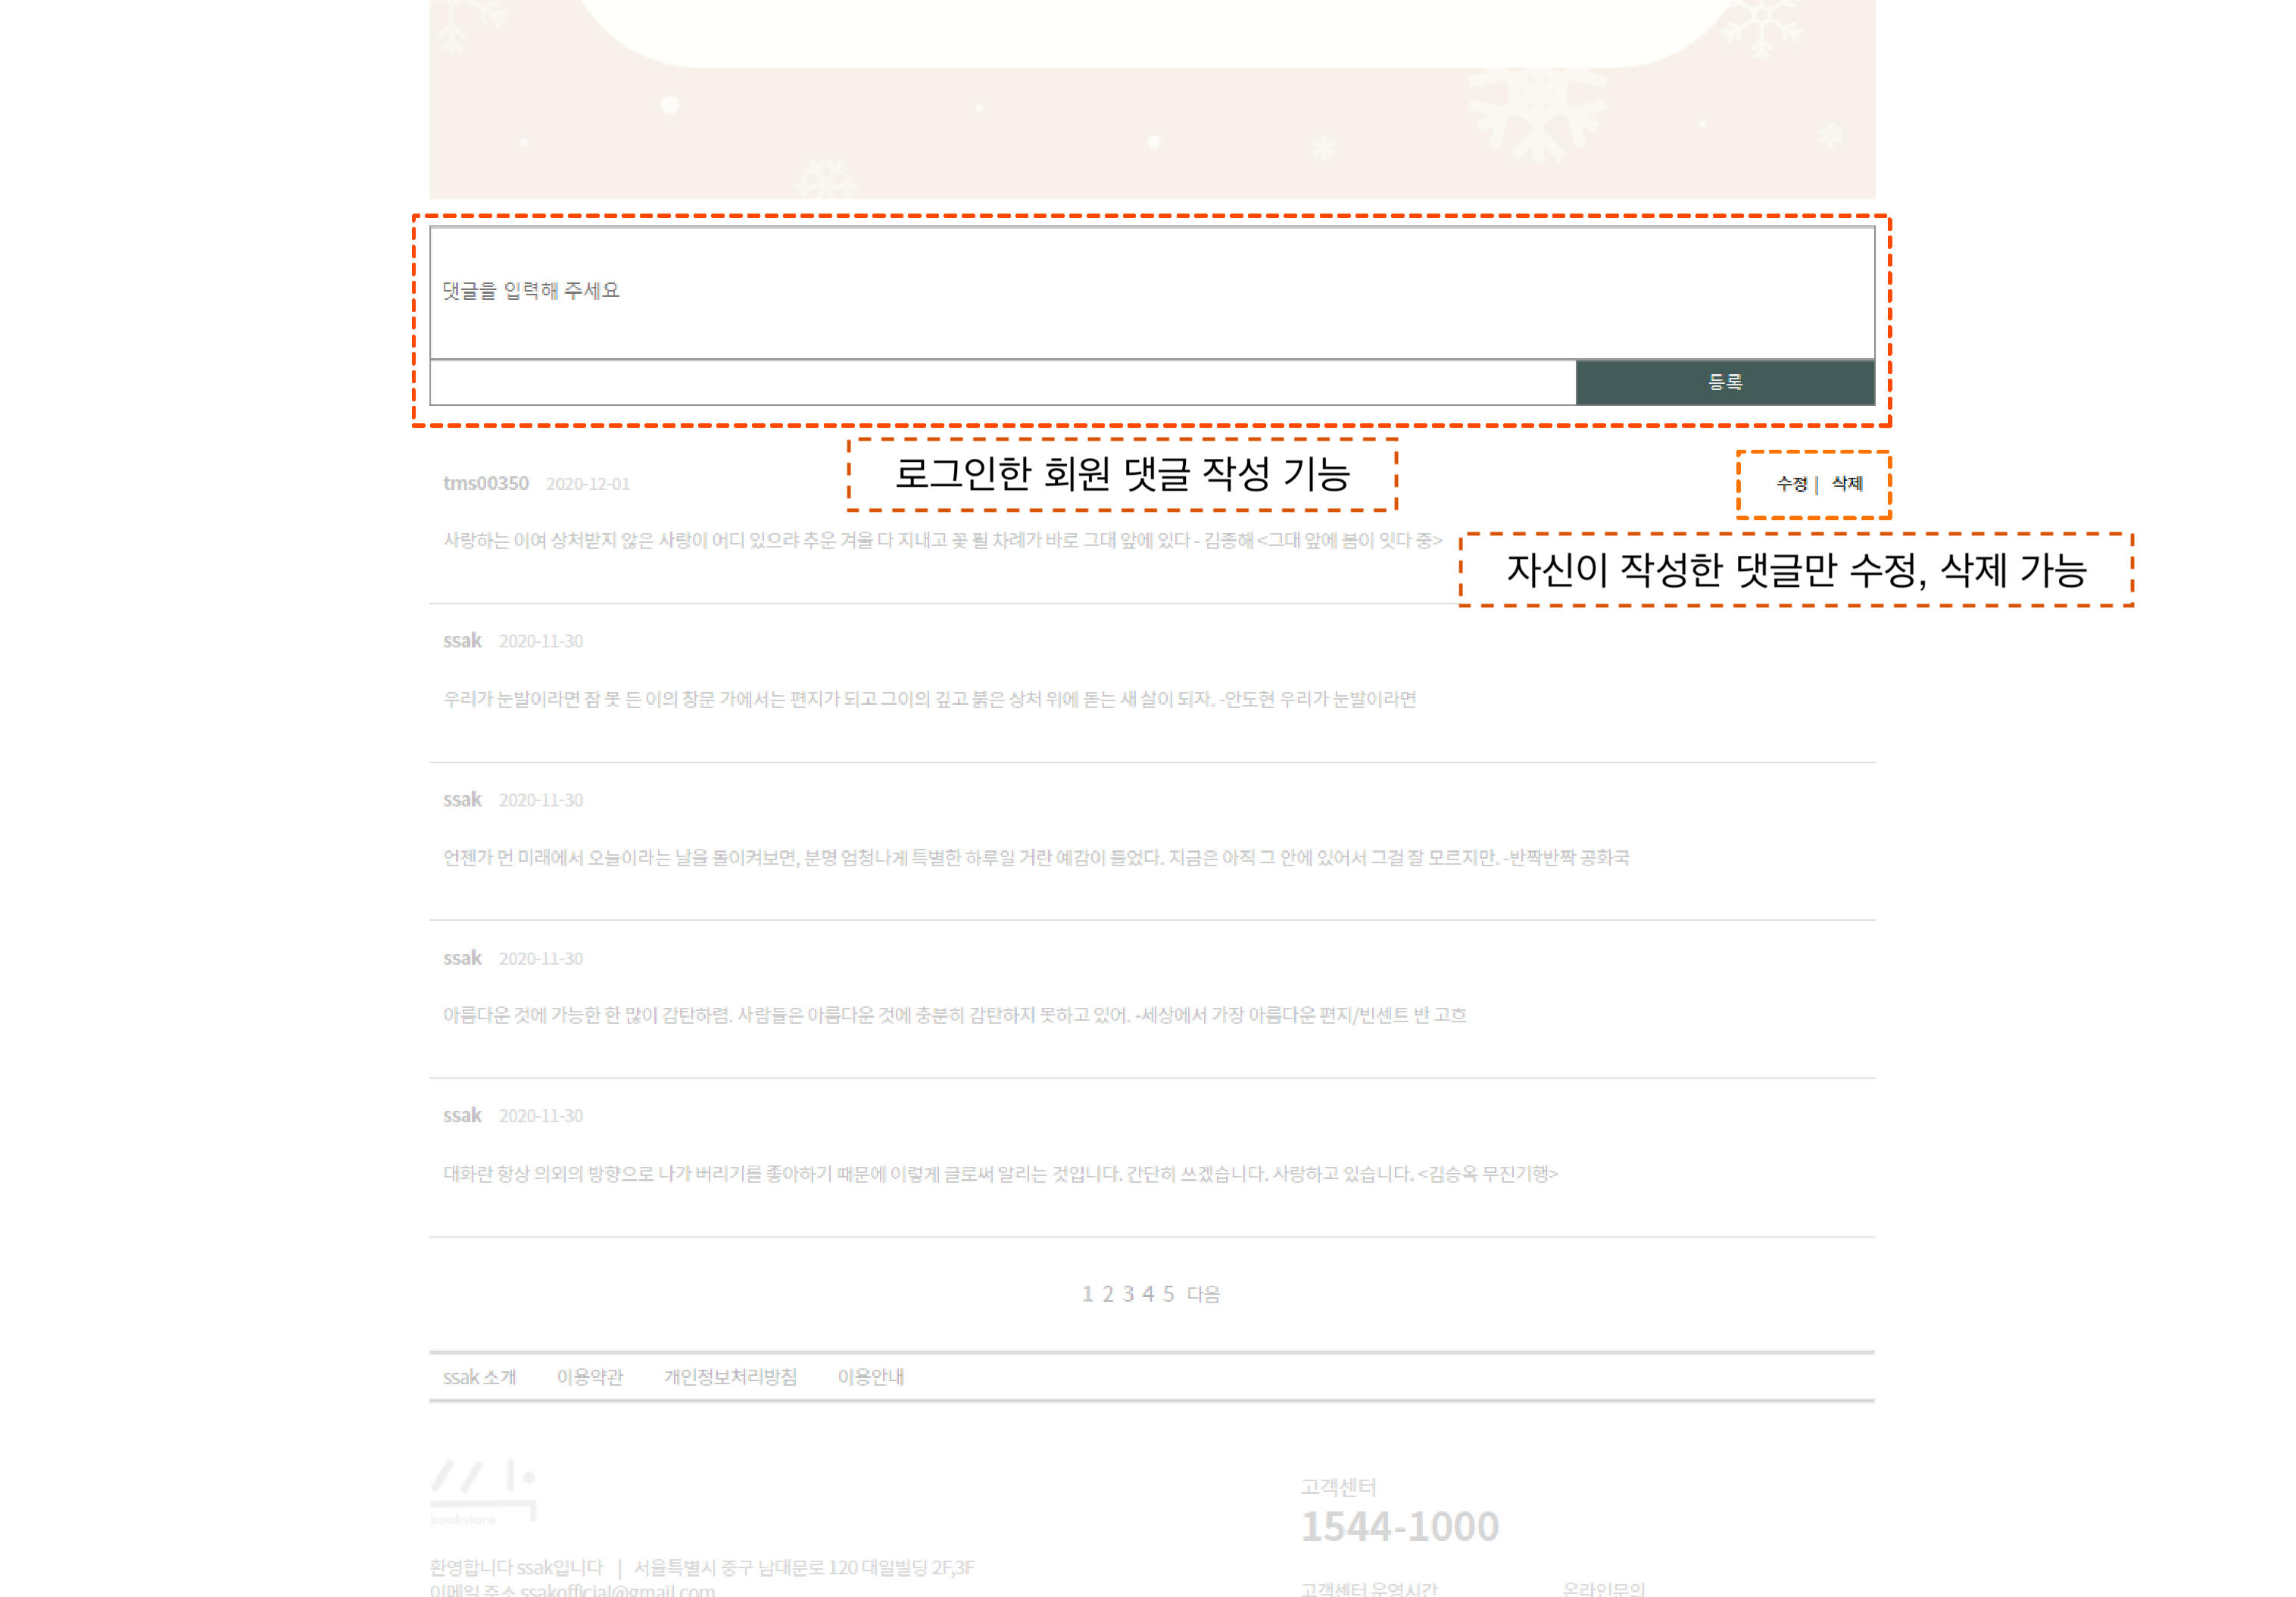 댓글을 입력해 주세요
등록
로그인한 회원 댓글 작성 기능
tms00350 2020-12-01
수정 | 삭제
사랑하는 이여 상처받지 않은 사랑이 어디 있으랴 추운 겨울 다 지내고 꽃 필 차례가 바로 그대 앞에 있다 - 김종해 <그대 앞에 봄이 잇다 중>
자신이 작성한 댓글만 수정, 삭제 가능
ssak 2020-11-30
우리가 눈발이라면 잠 못 든 이의 창문 가에서는 편지가 되고 그이의 깊고 붉은 상처 위에 돋는 새 살이 되자. -안도현 우리가 눈발이라면
ssak 2020-11-30
언젠가 먼 미래에서 오늘이라는 날을 돌이켜보면, 분명 엄청나게 특별한 하루일 거란 예감이 들었다. 지금은 아직 그 안에 있어서 그걸 잘 모르지만. -반짝반짝 공화국
ssak 2020-11-30
아름다운 것에 가능한 한 많이 감탄하렴. 사람들은 아름다운 것에 충분히 감탄하지 못하고 있어. -세상에서 가장 아름다운 편지/빈센트 반 고흐
ssak 2020-11-30
대화란 항상 의외의 방향으로 나가 버리기를 좋아하기 때문에 이렇게 글로써 알리는 것입니다. 간단히 쓰겠습니다. 사랑하고 있습니다. <김승옥 무진기행>
1 2 3 4 5 다음
ssak 소개 이용약관 개인정보처리방침 이용안내
bookstore
고객센터
1544-1000
환영합니다 ssak입니다 | 서울특별시 중구 남대문로 120 대일빌딩 2F,3F
이메일 주소 ssakofficial@gmail.com
고객센터 운영시간 온라인문의